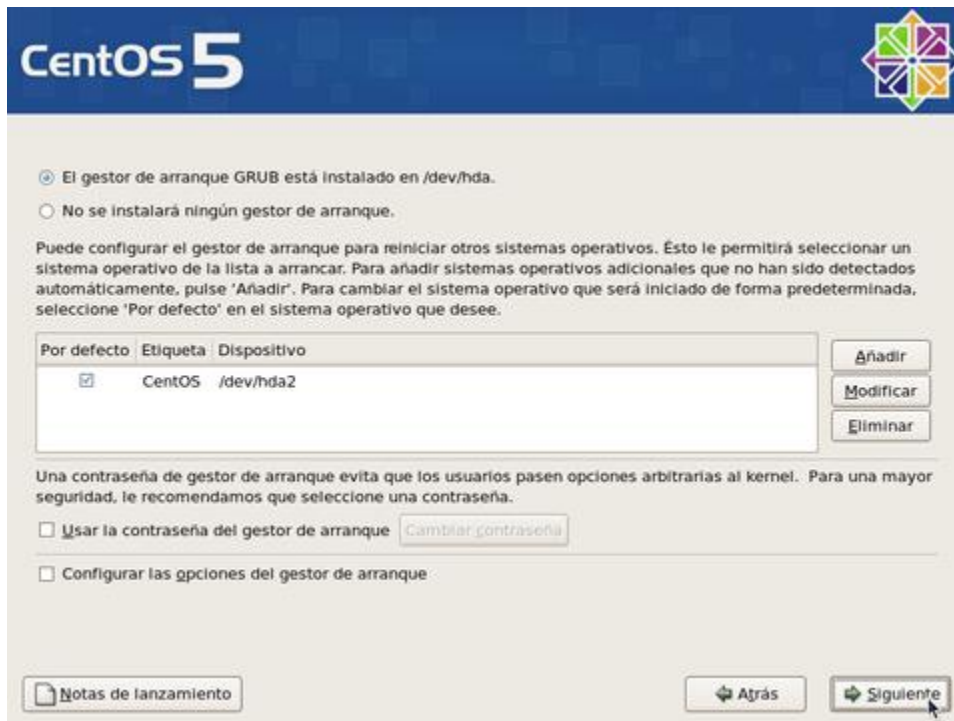 CentOS 5
El gestor de arranque GRUB está instalado en /dev/hda.
No se instalará ningún gestor de arranque.
Puede configurar el gestor de arranque para reiniciar otros sistemas operativos. Ésto le permitirá seleccionar un
sistema operativo de la lista a arrancar. Para añadir sistemas operativos adicionales que no han sido detectados
automáticamente, pulse 'Añadir'. Para cambiar el sistema operativo que será iniciado de forma predeterminada,
seleccione 'Por defecto' en el sistema operativo que desee.
Por defecto Etiqueta Dispositivo
CentOS /dev/hda2
Añadir
Modificar
Eliminar
Una contraseña de gestor de arranque evita que los usuarios pasen opciones arbitrarias al kernel. Para una mayor
seguridad, le recomendamos que seleccione una contraseña.
Usar la contraseña del gestor de arranque Cambiar contraseña
Configurar las opciones del gestor de arranque
Notas de lanzamiento Atrás Siguiente